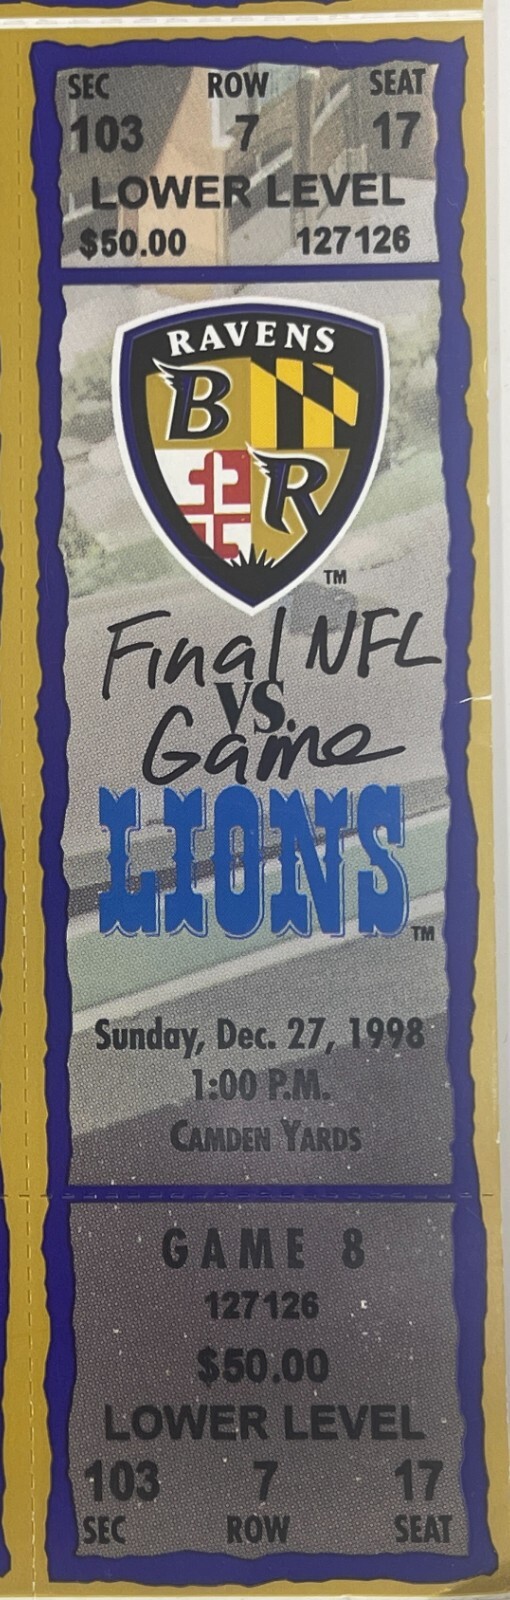 SEC ROW SEAT
103 7 17
LOWER LEVEL
$50.00 127126
RAVENS
B
R
TM
Final NFL
VS.
Game
LIONS
TM
Sunday, Dec. 27, 1998
1:00 P.M.
CAMDEN YARDS
GAME 8
127126
$50.00
LOWER LEVEL
103 7 17
SEC ROW SEAT